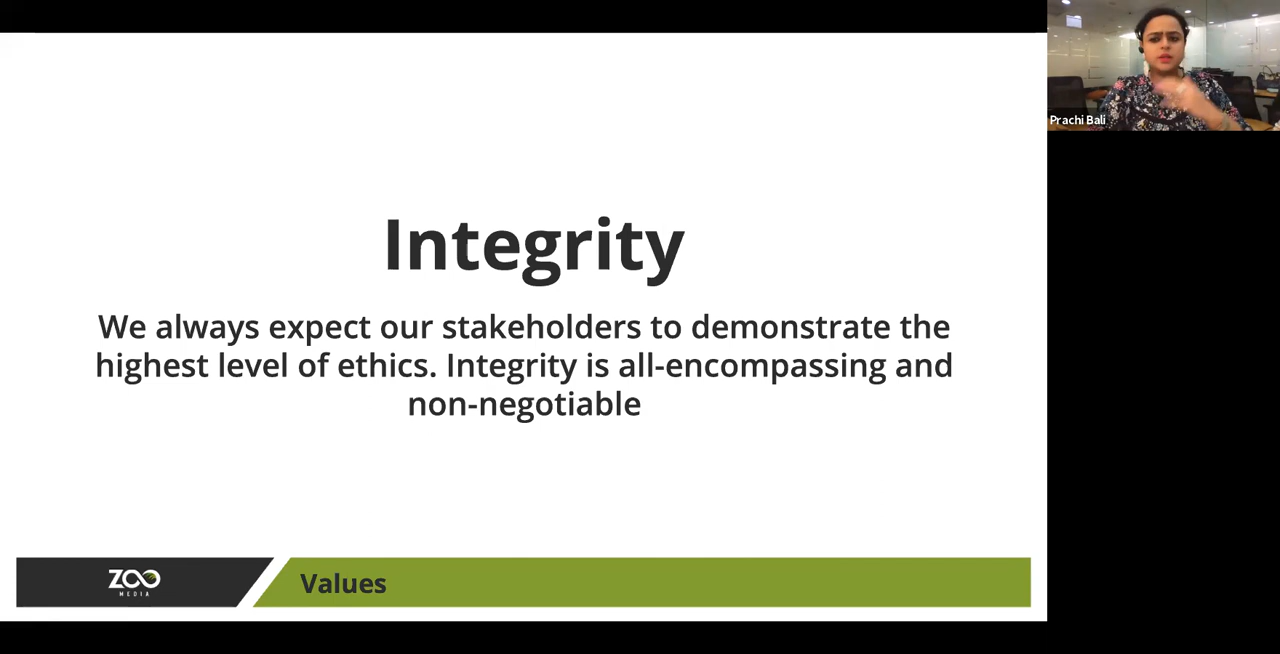 Prachi Bali
Integrity
We always expect our stakeholders to demonstrate the
highest level of ethics. Integrity is all-encompassing and
non-negotiable
ZOO
MEDIA
Values